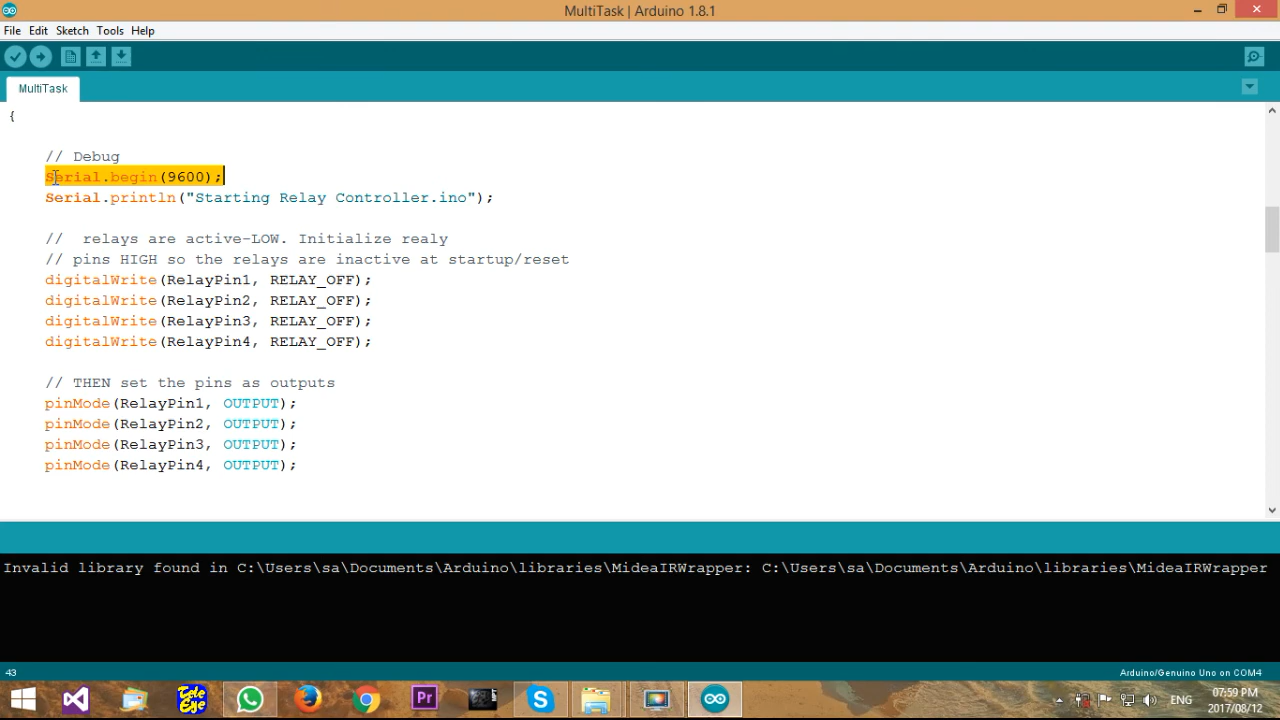 MultiTask | Arduino 1.8.1
File Edit Sketch Tools Help
MultiTask
{
// Debug
Serial.begin(9600);
Serial.println("Starting Relay Controller.ino");
//  relays are active-LOW. Initialize realy
// pins HIGH so the relays are inactive at startup/reset
digitalWrite(RelayPin1, RELAY_OFF);
digitalWrite(RelayPin2, RELAY_OFF);
digitalWrite(RelayPin3, RELAY_OFF);
digitalWrite(RelayPin4, RELAY_OFF);
// THEN set the pins as outputs
pinMode(RelayPin1, OUTPUT);
pinMode(RelayPin2, OUTPUT);
pinMode(RelayPin3, OUTPUT);
pinMode(RelayPin4, OUTPUT);
Invalid library found in C:\Users\sa\Documents\Arduino\libraries\MideaIRWrapper: C:\Users\sa\Documents\Arduino\libraries\MideaIRWrapper
43
Arduino/Genuino Uno on COM4
Tele Eye
Pr
ENG
07:59 PM
2017/08/12